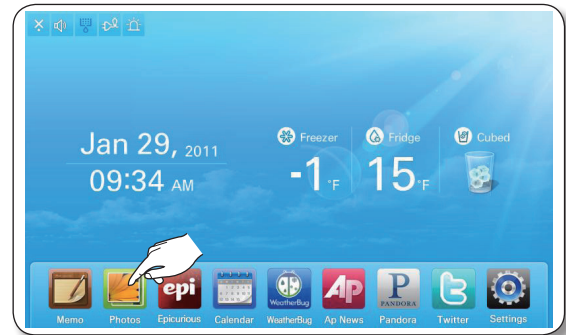 Jan 29, 2011
09:34 AM
Freezer
-1 °F
Fridge
15 °F
Cubed
epi
WeatherBug
AP
P
PANDORA
Memo
Photos
Epicurious
Calendar
WeatherBug
Ap News
Pandora
Twitter
Settings